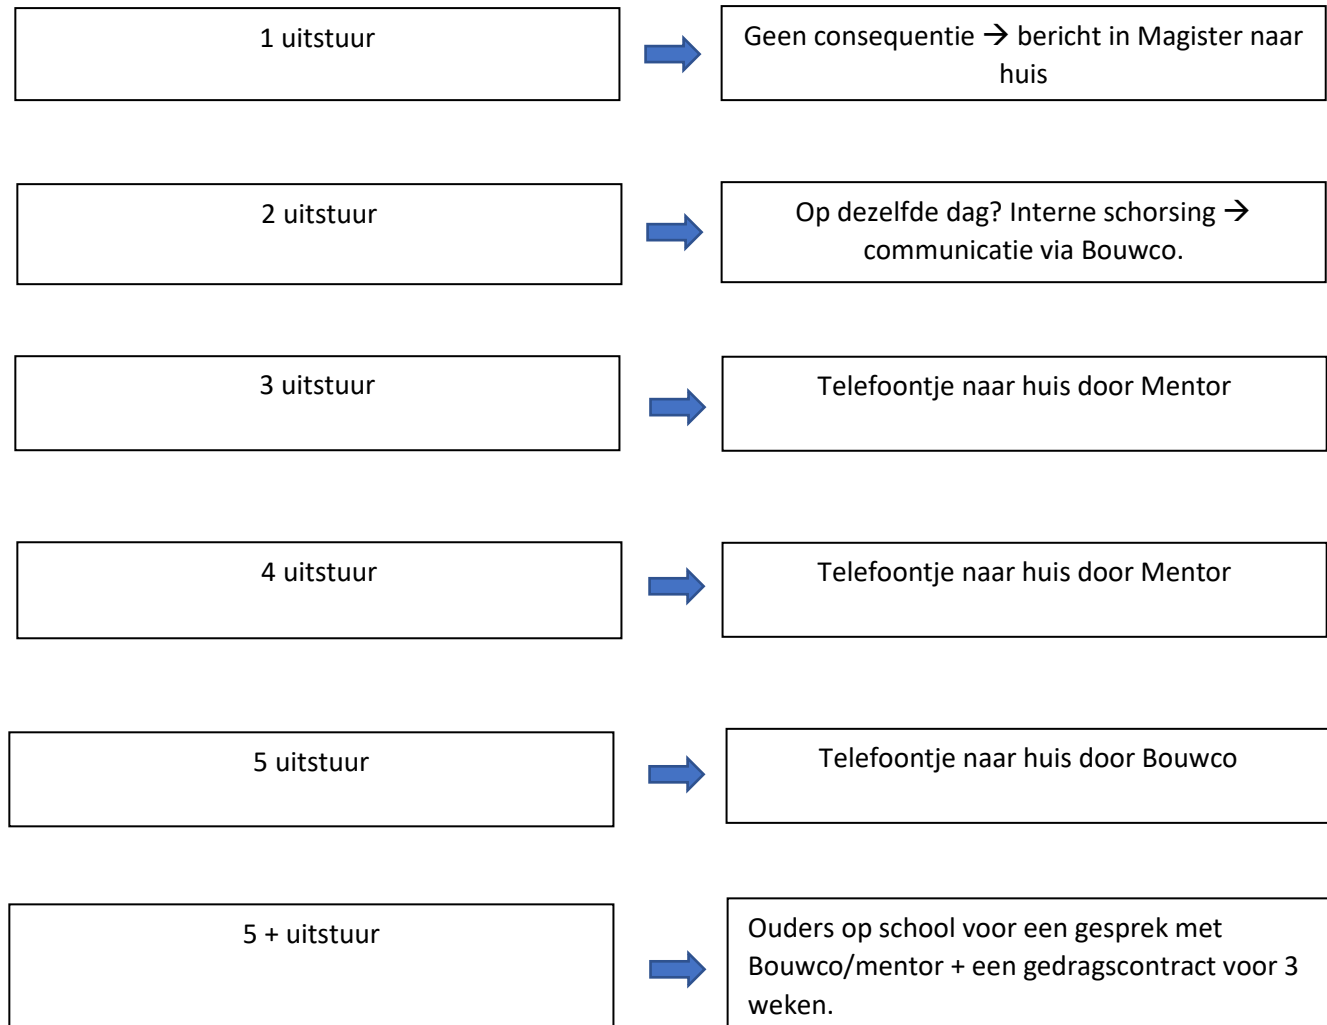 1 uitstuur
Geen consequentie → bericht in Magister naar
huis
2 uitstuur
Op dezelfde dag? Interne schorsing →
communicatie via Bouwco.
3 uitstuur
Telefoontje naar huis door Mentor
4 uitstuur
Telefoontje naar huis door Mentor
5 uitstuur
Telefoontje naar huis door Bouwco
5 + uitstuur
Ouders op school voor een gesprek met
Bouwco/mentor + een gedragscontract voor 3
weken.